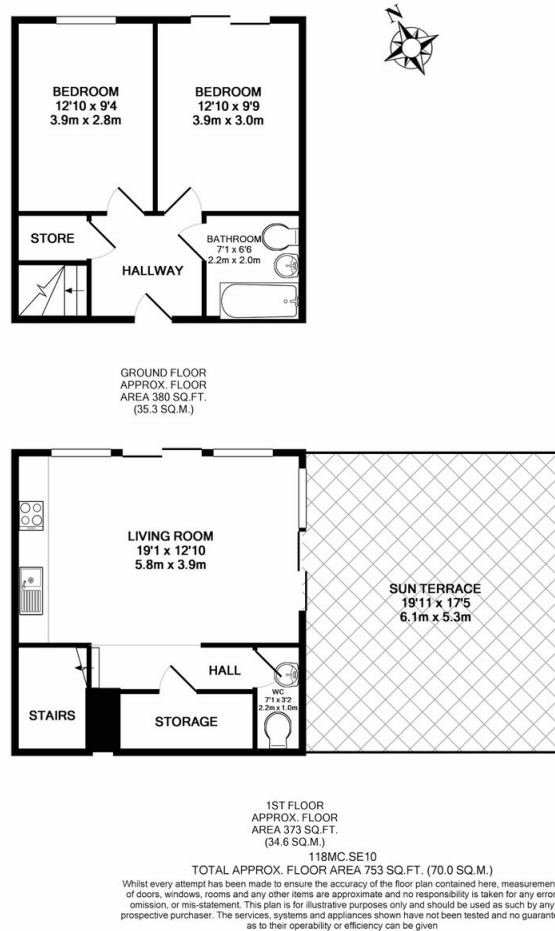 N
BEDROOM
12'10 x 9'4
3.9m x 2.8m
BEDROOM
12'10 x 9'9
3.9m x 3.0m
STORE
HALLWAY
BATHROOM
7'1 x 6'6
2.2m x 2.0m
GROUND FLOOR
APPROX. FLOOR
AREA 380 SQ.FT.
(35.3 SQ.M.)
LIVING ROOM
19'1 x 12'10
5.8m x 3.9m
SUN TERRACE
19'11 x 17'5
6.1m x 5.3m
HALL
WC
7'1 x 3'2
2.2m x 1.0m
STAIRS
STORAGE
1ST FLOOR
APPROX. FLOOR
AREA 373 SQ.FT.
(34.6 SQ.M.)
118MC.SE10
TOTAL APPROX. FLOOR AREA 753 SQ.FT. (70.0 SQ.M.)
Whilst every attempt has been made to ensure the accuracy of the floor plan contained here, measuremen
of doors, windows, rooms and any other items are approximate and no responsibility is taken for any error
omission, or mis-statement. This plan is for illustrative purposes only and should be used as such by any
prospective purchaser. The services, systems and appliances shown have not been tested and no guarante
as to their operability or efficiency can be given